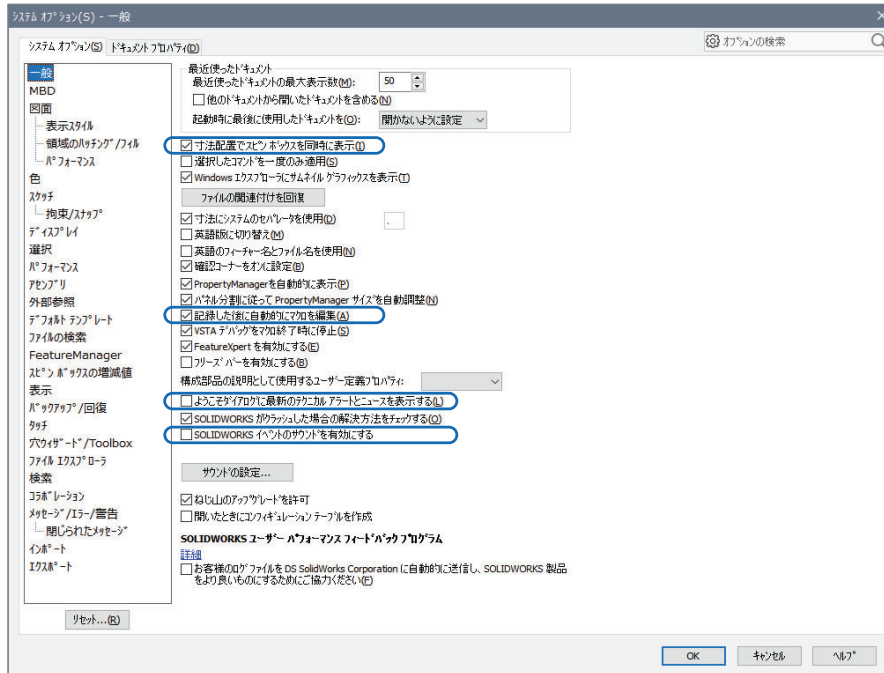 システム オプション(S) - 一般
システム オプション(S) ドキュメント プロパティ(D)
オプションの検索
一般
MBD
図面
表示スタイル
領域のハッチング/フィル
パフォーマンス
色
スケッチ
拘束/スナップ
ディスプレイ
選択
パフォーマンス
アセンブリ
外部参照
デフォルト テンプレート
ファイルの検索
FeatureManager
スピン ボックスの増減値
表示
バックアップ/回復
タッチ
穴ウィザード/Toolbox
ファイル エクスプローラ
検索
コラボレーション
メッセージ/エラー/警告
閉じられたメッセージ
インポート
エクスポート
リセット...(R)
最近使ったドキュメント
最近使ったドキュメントの最大表示数(M): 50
他のドキュメントから開いたドキュメントを含める(N)
起動時に最後に使用したドキュメントを(O): 開かないように設定
寸法配置でスピン ボックスを同時に表示(I)
選択したコマンドを一度のみ適用(S)
Windows エクスプローラにサムネイル グラフィックスを表示(T)
ファイルの関連付けを回復
寸法にシステムのセパレータを使用(D) .
英語版に切り替え(M)
英語のフィーチャー名とファイル名を使用(N)
確認コーナーをオンに設定(B)
PropertyManagerを自動的に表示(P)
パネル分割に従って PropertyManager サイズを自動調整(N)
記録した後に自動的にマクロを編集(A)
VSTA デバッグをマクロ終了時に停止(S)
FeatureXpert を有効にする(E)
フリーズ バーを有効にする(B)
構成部品の説明として使用するユーザー定義プロパティ:
ようこそダイアログに最新のテクニカル アラートとニュースを表示する(L)
SOLIDWORKS がクラッシュした場合の解決方法をチェックする(O)
SOLIDWORKS イベントのサウンドを有効にする
サウンドの設定...
ねじ山のアップグレードを許可
開いたときにコンフィギュレーション テーブルを作成
SOLIDWORKS ユーザー パフォーマンス フィードバック プログラム
詳細
お客様のログ ファイルを DS SolidWorks Corporation に自動的に送信し、SOLIDWORKS 製品
をより良いものにするためにご協力ください(F)
OK キャンセル ヘルプ